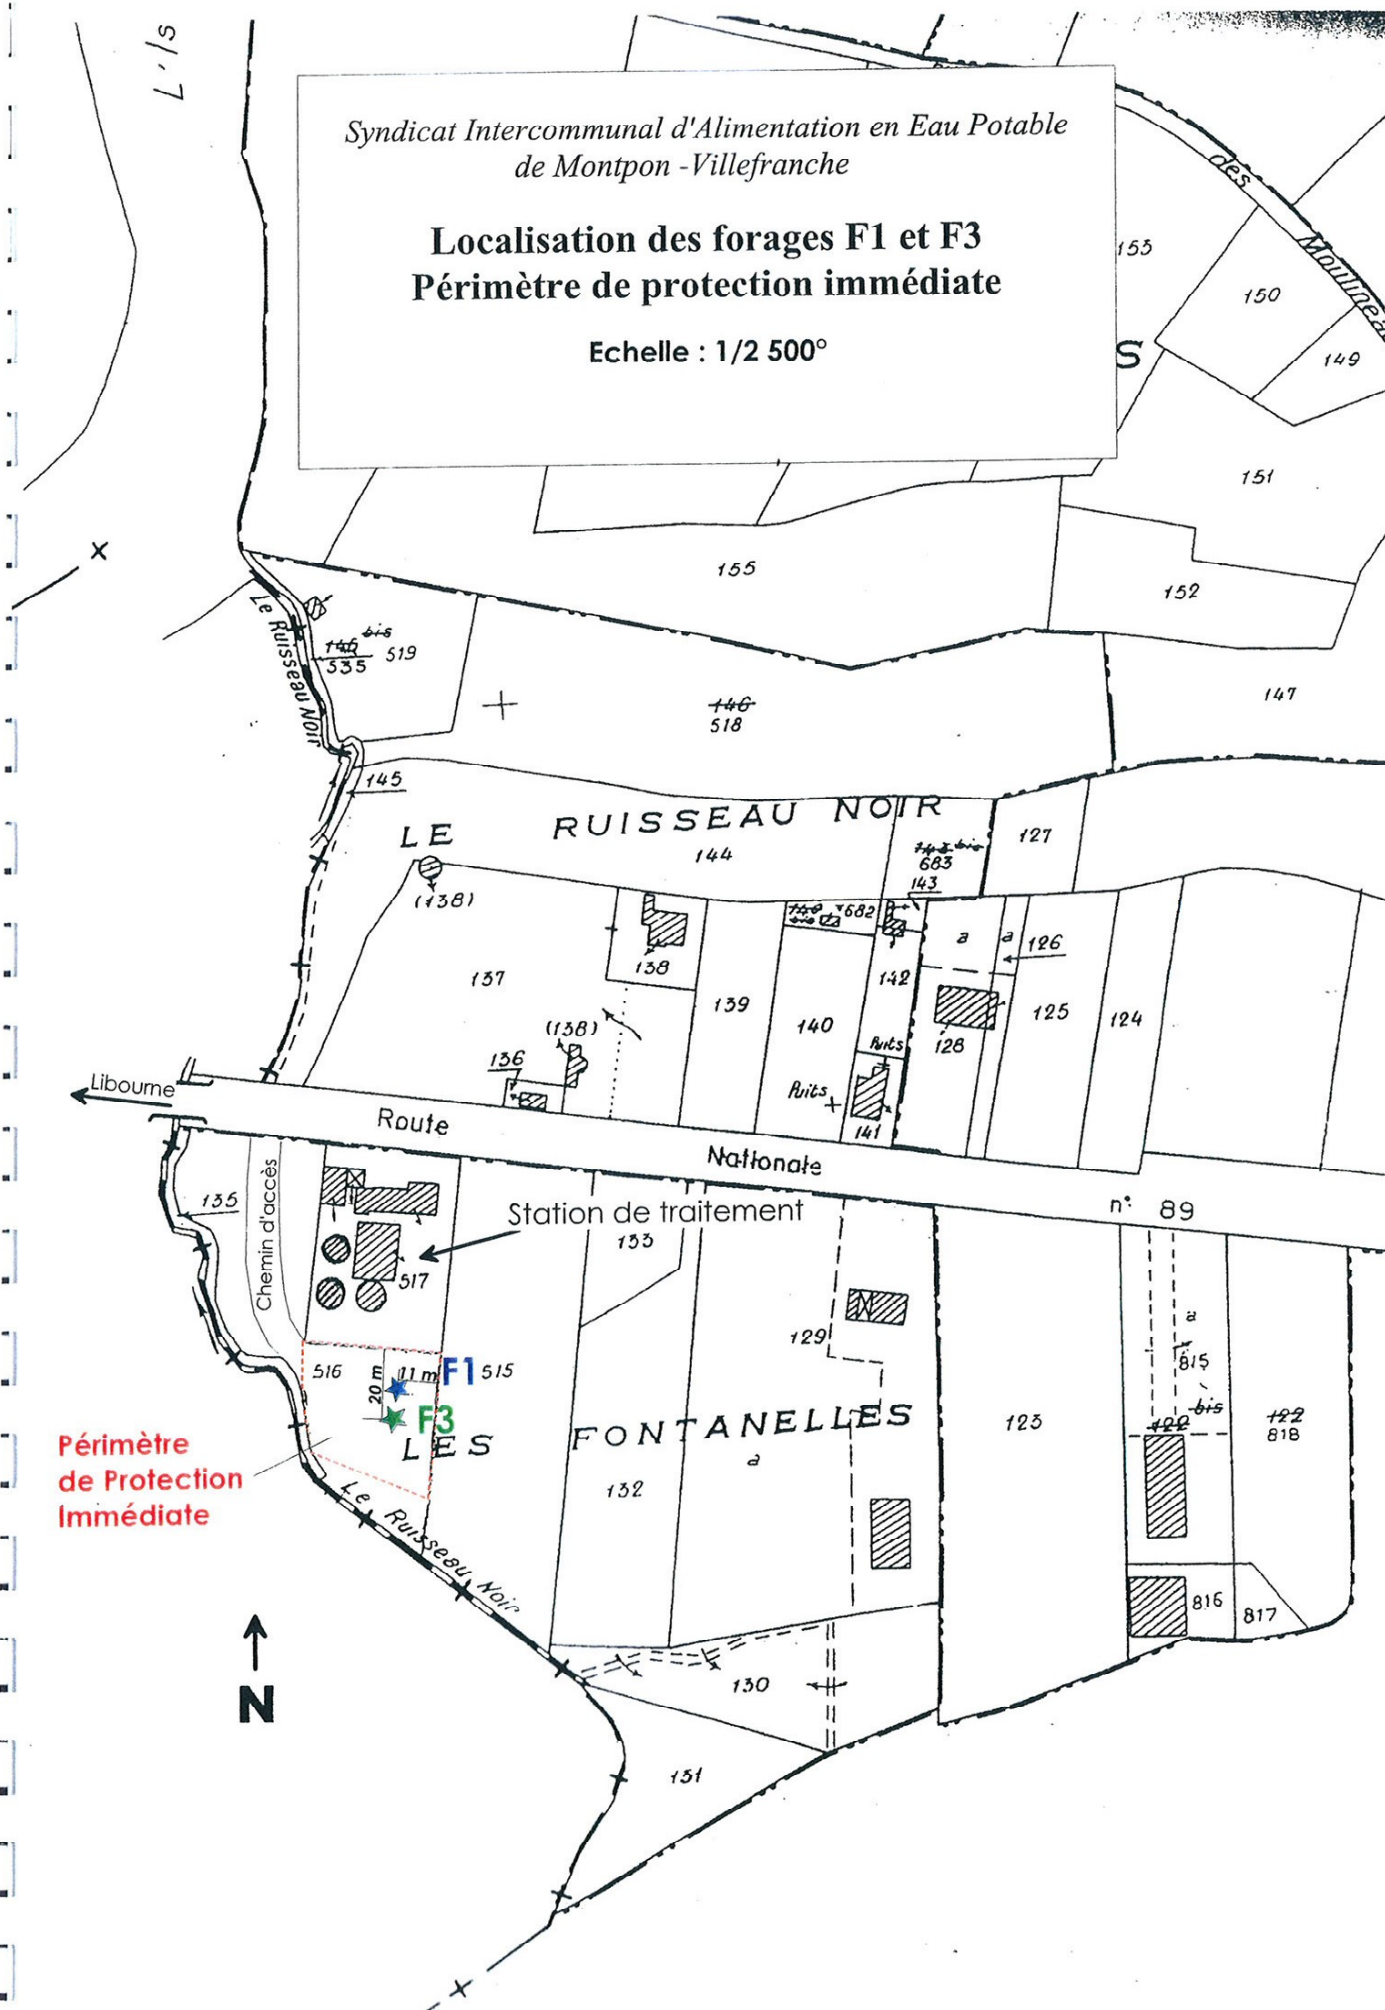 L'Is
Syndicat Intercommunal d'Alimentation en Eau Potable
de Montpon -Villefranche
Localisation des forages F1 et F3
Périmètre de protection immédiate
Echelle : 1/2 500°
des
Moulinea
153
150
149
S
151
155
152
Le Ruisseau Noir
146 bis
535
519
146
518
147
145
LE
RUISSEAU NOIR
144
127
bis
683
143
(138)
682
a
a
126
138
137
142
139
140
125
124
(138)
Puits
128
136
Puits
141
Libourne
Route
Nationale
n° 89
135
Chemin d'accès
Station de traitement
133
517
129
a
815
516
20 m
11 m
F1
515
F3
LES
FONTANELLES
a
123
bis
122
122
818
Périmètre
de Protection
Immédiate
132
Le Ruisseau Noir
816
817
N
130
131